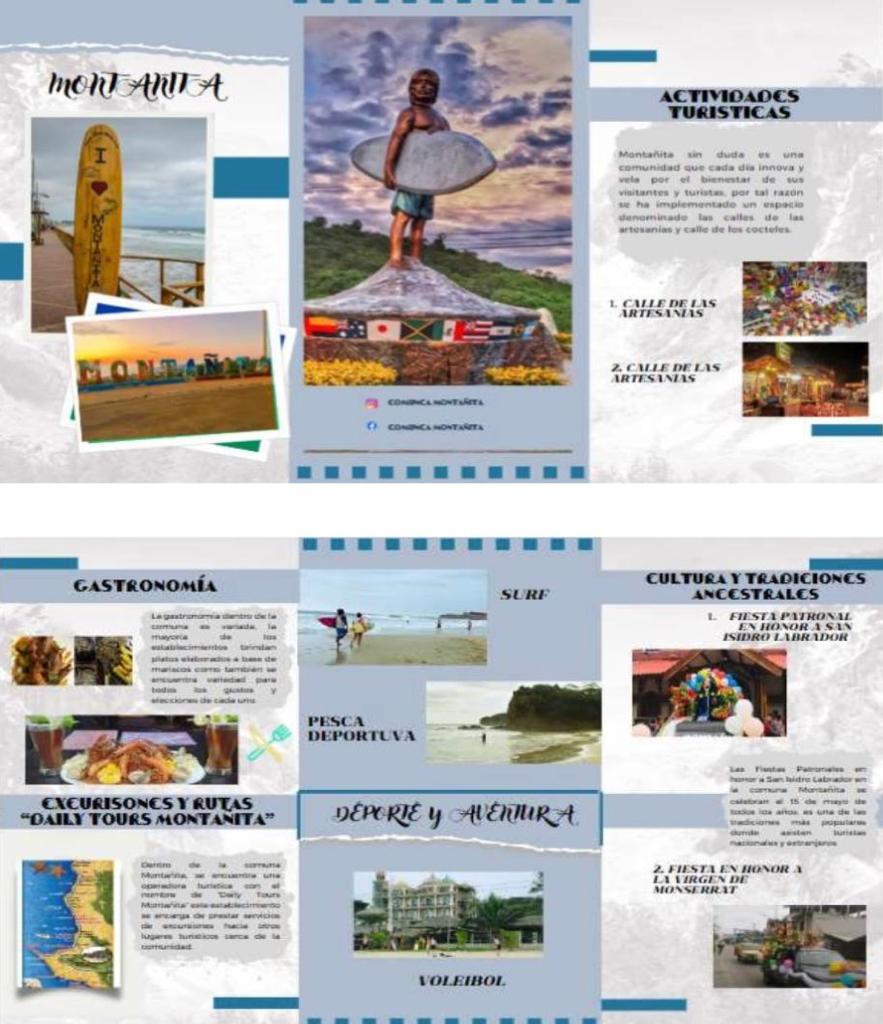 MONTAÑITA
I
MONTAÑITA
MONTAÑITA
COMUNCA MONTAÑITA
COMUNCA MONTAÑITA
ACTIVIDADES
TURISTICAS
Montañita sin duda es una
comunidad que cada día innova y
vela por el bienestar de sus
visitantes y turistas, por tal razón
se ha implementado un espacio
denominado las calles de las
artesanías y calle de los cocteles.
1. CALLE DE LAS
ARTESANIAS
2. CALLE DE LAS
ARTESANIAS
GASTRONOMÍA
La gastronomía dentro de la
comuna es variada, la
mayoría de los
establecimientos brindan
platos elaborados a base de
mariscos como también se
encuentra variedad para
todos los gustos y
elecciones de cada uno.
EXCURISONES Y RUTAS
"DAILY TOURS MONTAÑITA"
Dentro de la comuna
Montañita, se encuentra una
operadora turística con el
nombre de "Daily Tours
Montañita" este establecimiento
se encarga de prestar servicios
de excursiones hacia otros
lugares turísticos cerca de la
comunidad.
SURF
PESCA
DEPORTUVA
DEPORTE y AVENTURA
VOLEIBOL
CULTURA Y TRADICIONES
ANCESTRALES
1. FIESTA PATRONAL
EN HONOR A SAN
ISIDRO LABRADOR
Las Fiestas Patronales en
honor a San Isidro Labrador en
la comuna Montañita se
celebran el 15 de mayo de
todos los años, es una de las
tradiciones más populares
donde asisten turistas
nacionales y extranjeros
2. FIESTA EN HONOR A
LA VIRGEN DE
MONSERRAT